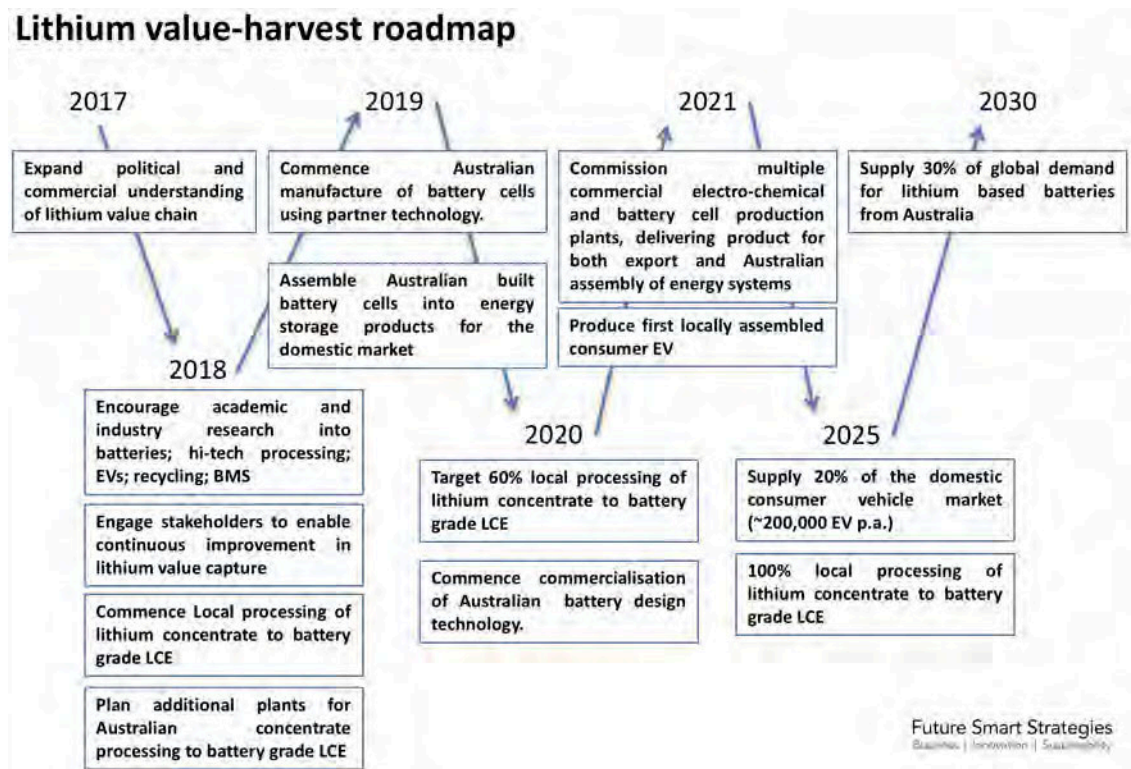 Lithium value-harvest roadmap
2017
Expand political and
commercial understanding
of lithium value chain
2018
Encourage academic and
industry research into
batteries; hi-tech processing;
EVs; recycling; BMS
Engage stakeholders to enable
continuous improvement in
lithium value capture
Commence Local processing of
lithium concentrate to battery
grade LCE
Plan additional plants for
Australian concentrate
processing to battery grade LCE
2019
Commence Australian
manufacture of battery cells
using partner technology.
Assemble Australian built
battery cells into energy
storage products for the
domestic market
2020
Target 60% local processing of
lithium concentrate to battery
grade LCE
Commence commercialisation
of Australian battery design
technology.
2021
Commission multiple
commercial electro-chemical
and battery cell production
plants, delivering product for
both export and Australian
assembly of energy systems
Produce first locally assembled
consumer EV
2025
Supply 20% of the domestic
consumer vehicle market
(~200,000 EV p.a.)
100% local processing of
lithium concentrate to battery
grade LCE
2030
Supply 30% of global demand
for lithium based batteries
from Australia
Future Smart Strategies
Business | Innovation | Sustainability